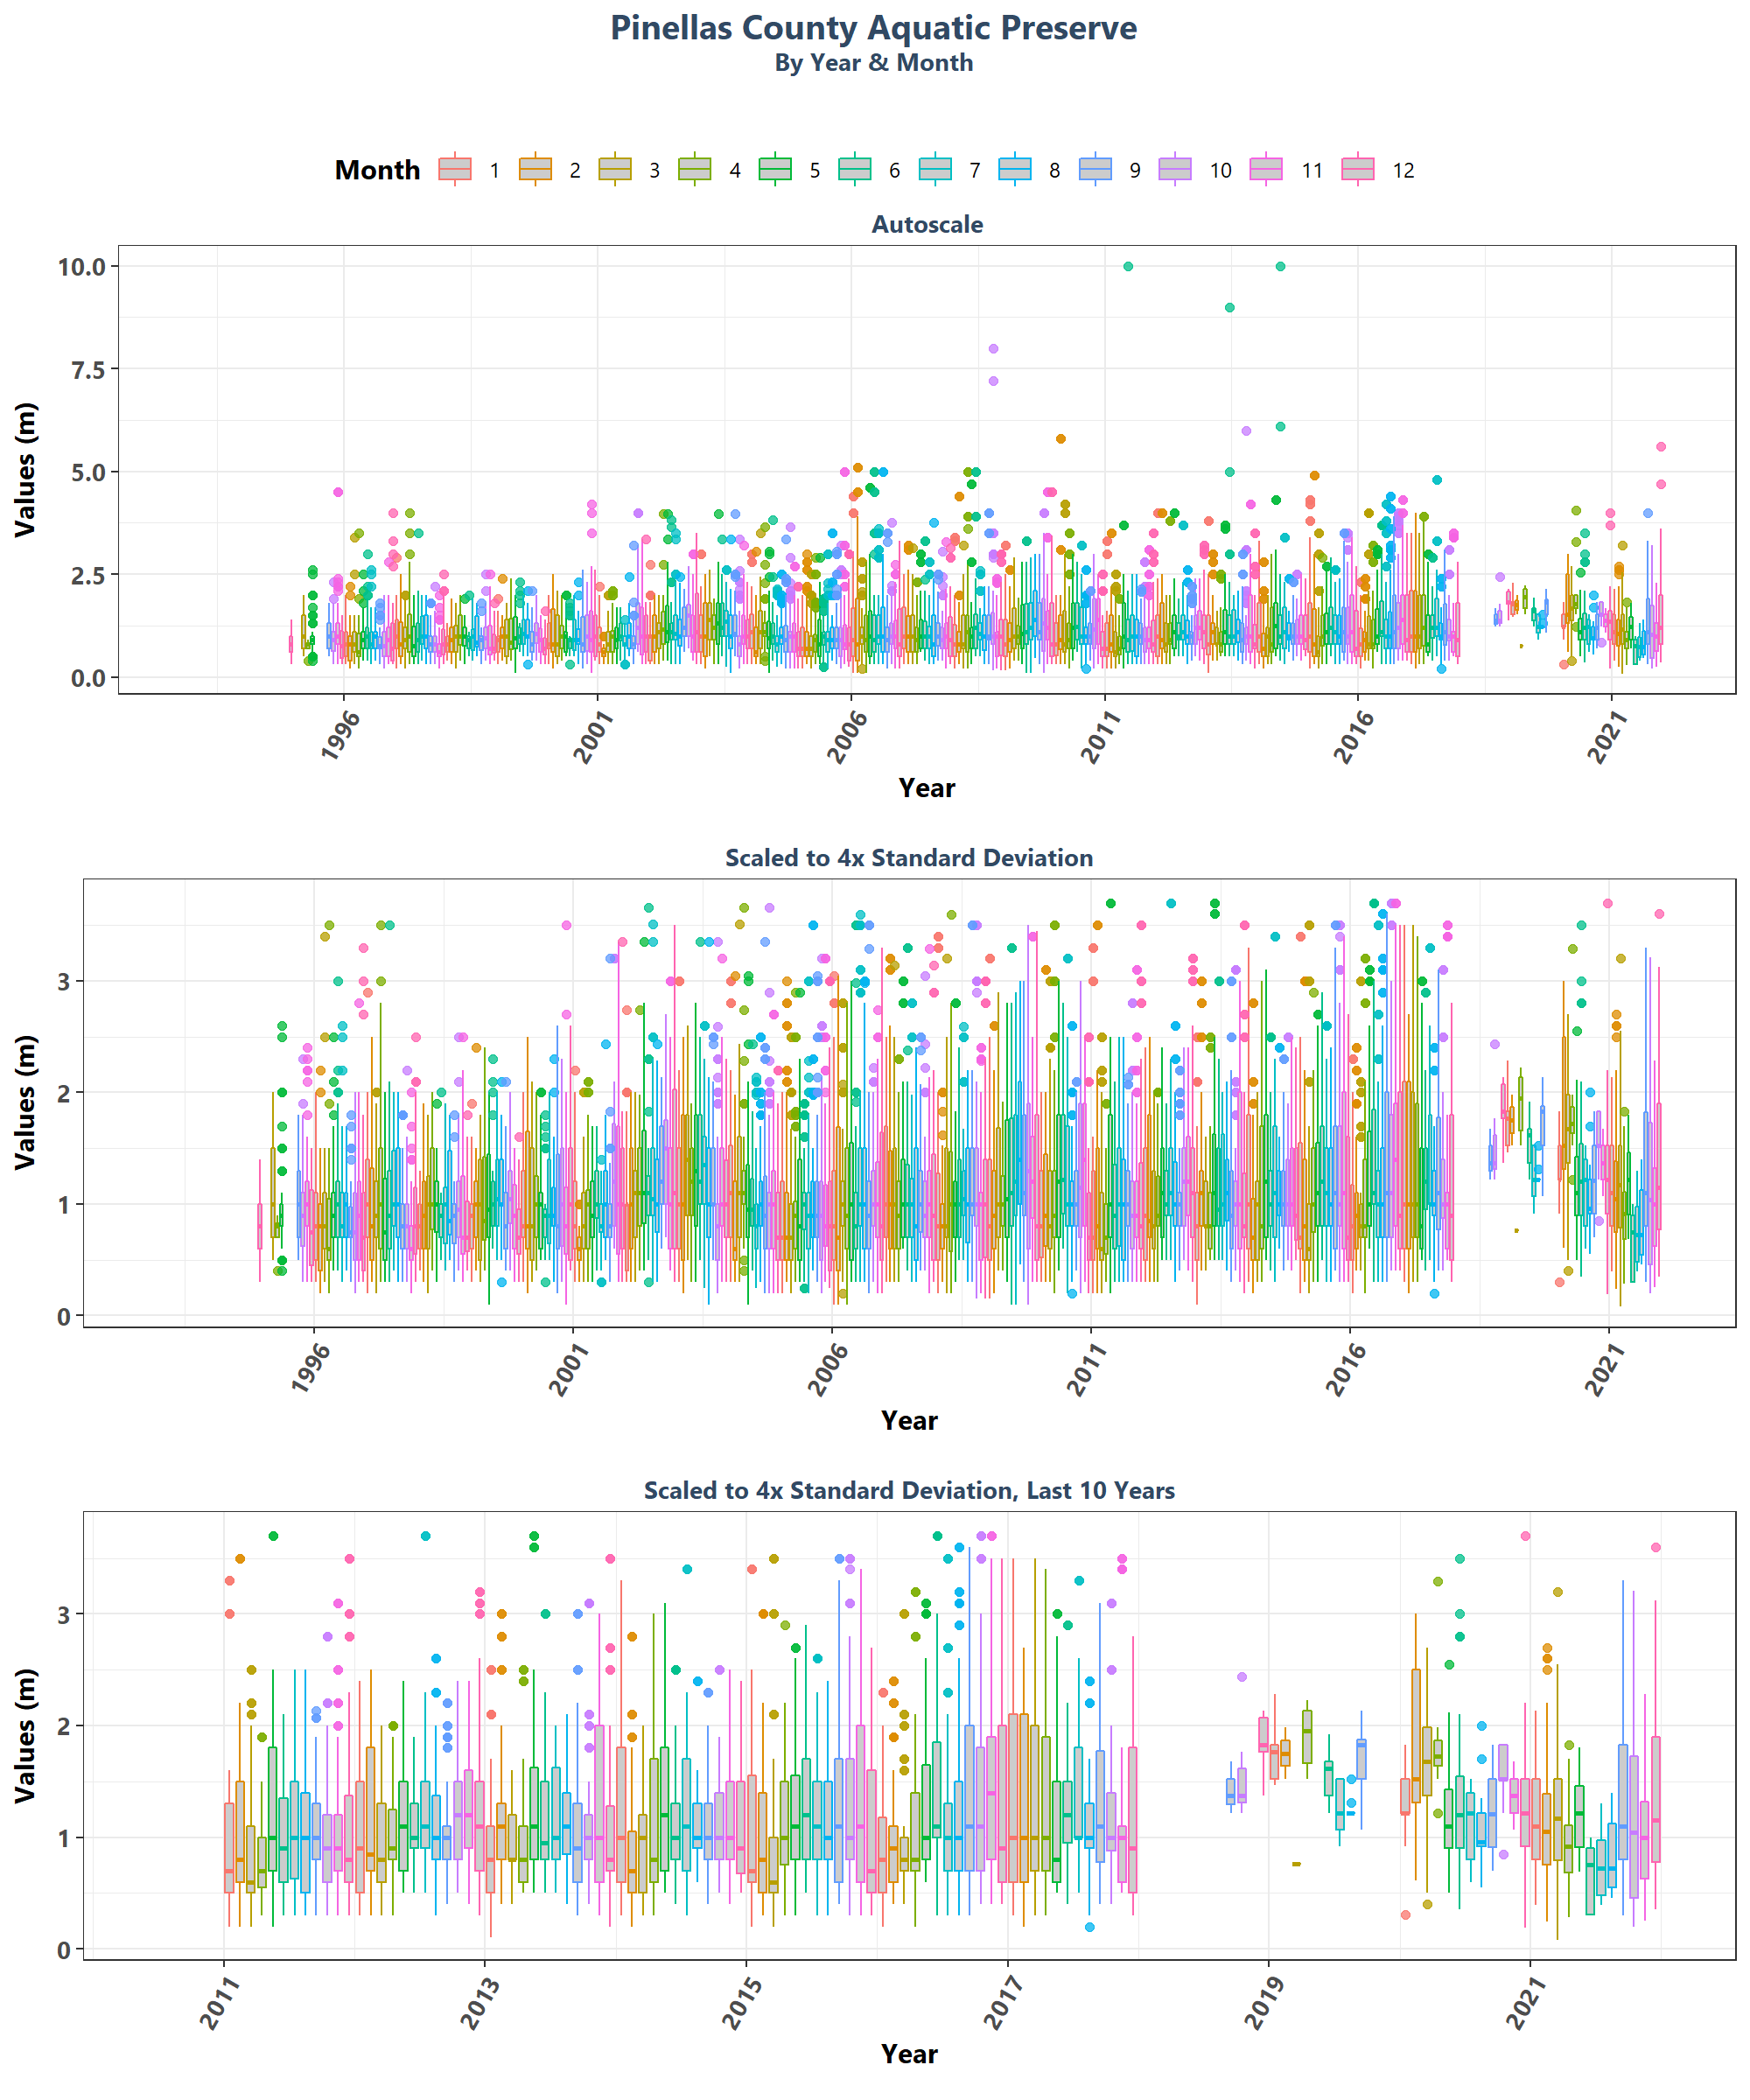 Pinellas County Aquatic Preserve
By Year & Month
Month 1 2 3 4 5 6 7 8 9 10 11 12
Autoscale
10.0
7.5
5.0
2.5
0.0
Values (m)
1996 2001 2006 2011 2016 2021
Year
Scaled to 4x Standard Deviation
3
2
1
0
Values (m)
1996 2001 2006 2011 2016 2021
Year
Scaled to 4x Standard Deviation, Last 10 Years
3
2
1
0
Values (m)
2011 2013 2015 2017 2019 2021
Year